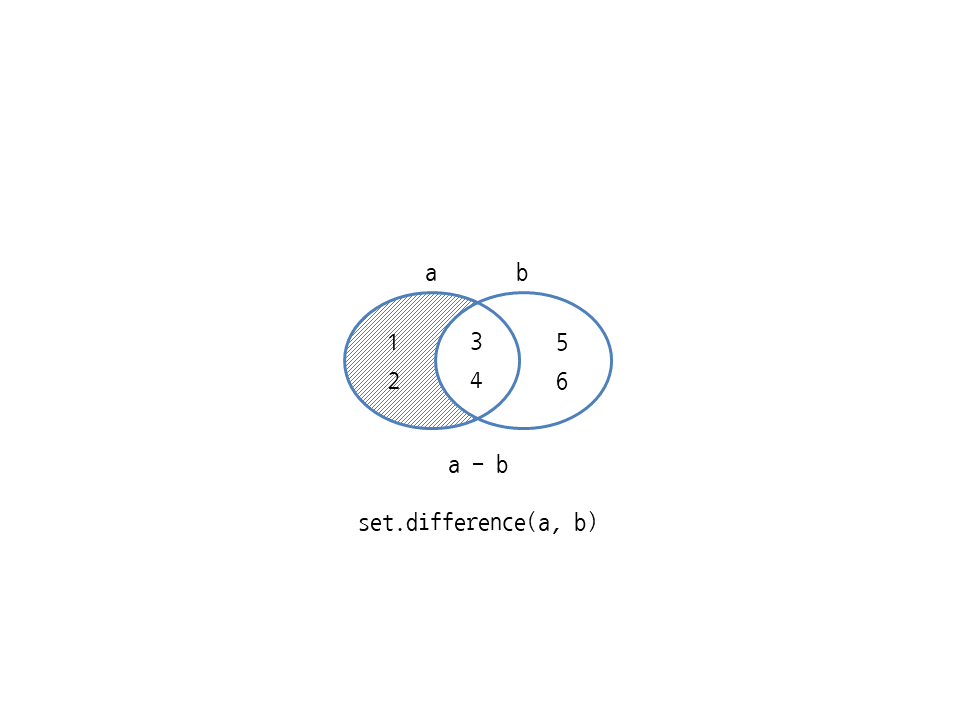 a b
1 3 5
2 4 6
a - b
set.difference(a, b)